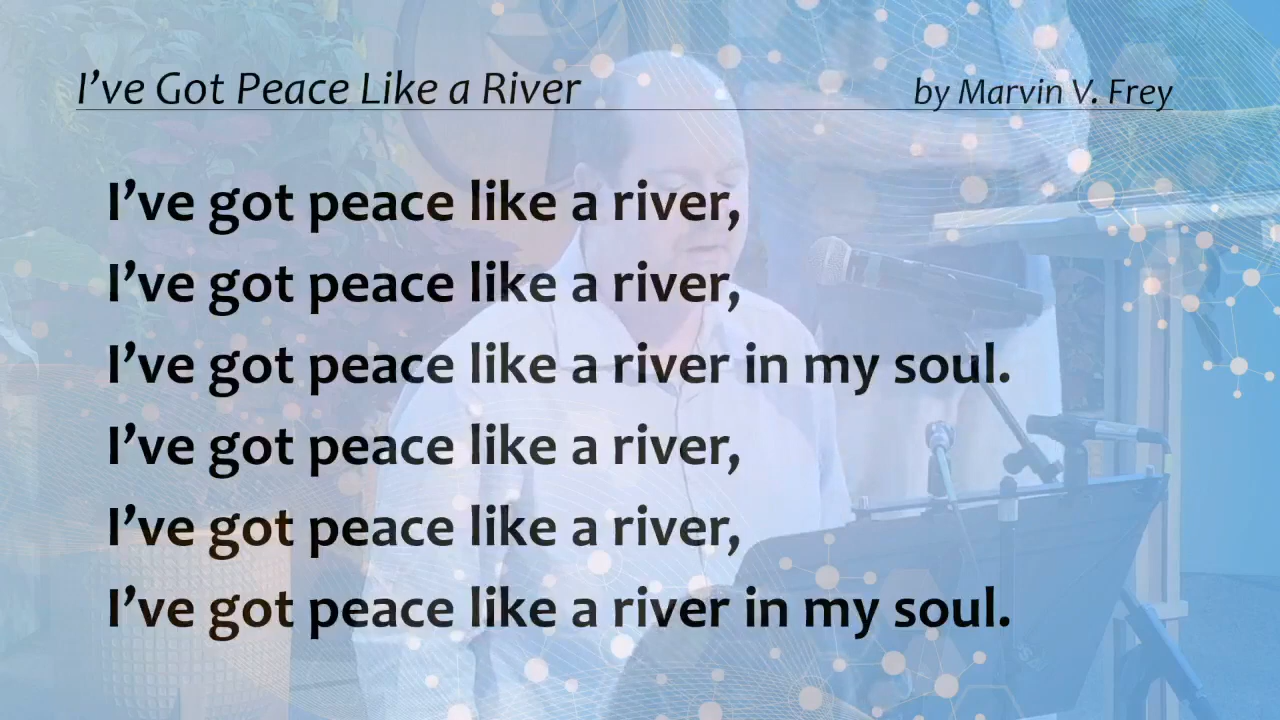 I’ve Got Peace Like a River
by Marvin V. Frey
I’ve got peace like a river,
I’ve got peace like a river,
I’ve got peace like a river in my soul.
I’ve got peace like a river,
I’ve got peace like a river,
I’ve got peace like a river in my soul.